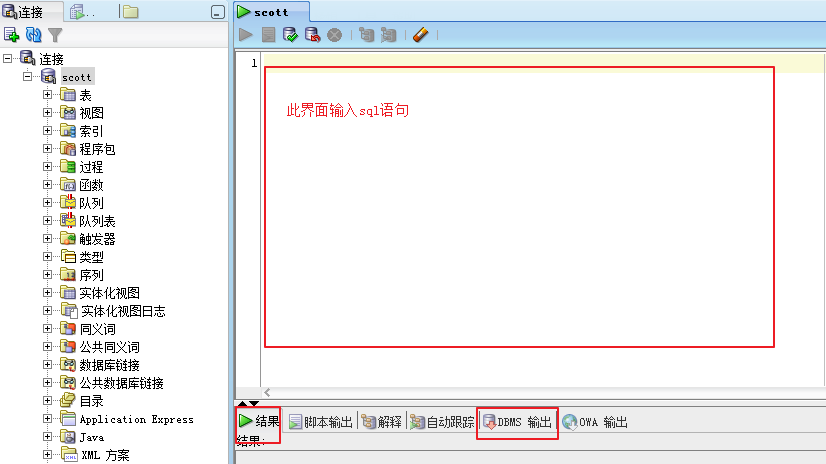 连接
scott
连接
scott
表
视图
索引
程序包
过程
函数
队列
队列表
触发器
类型
序列
实体化视图
实体化视图日志
同义词
公共同义词
数据库链接
公共数据库链接
目录
Application Express
Java
XML 方案
1
此界面输入sql语句
结果 脚本输出 解释 自动跟踪 DBMS 输出 OWA 输出
结果: